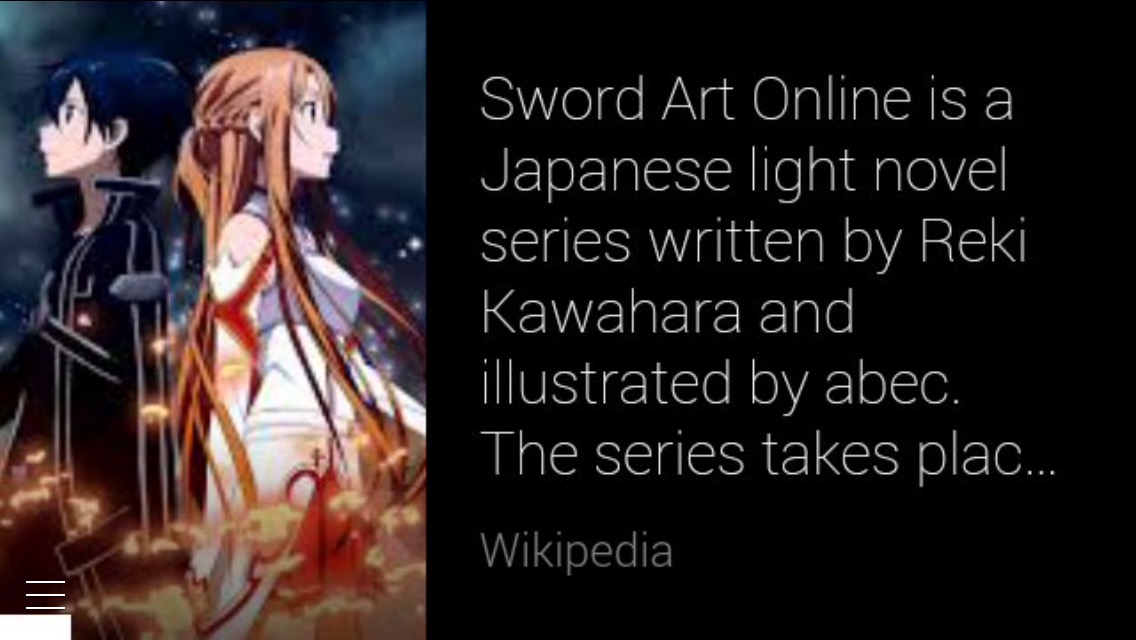 Sword Art Online is a
Japanese light novel
series written by Reki
Kawahara and
illustrated by abec.
The series takes plac...
Wikipedia